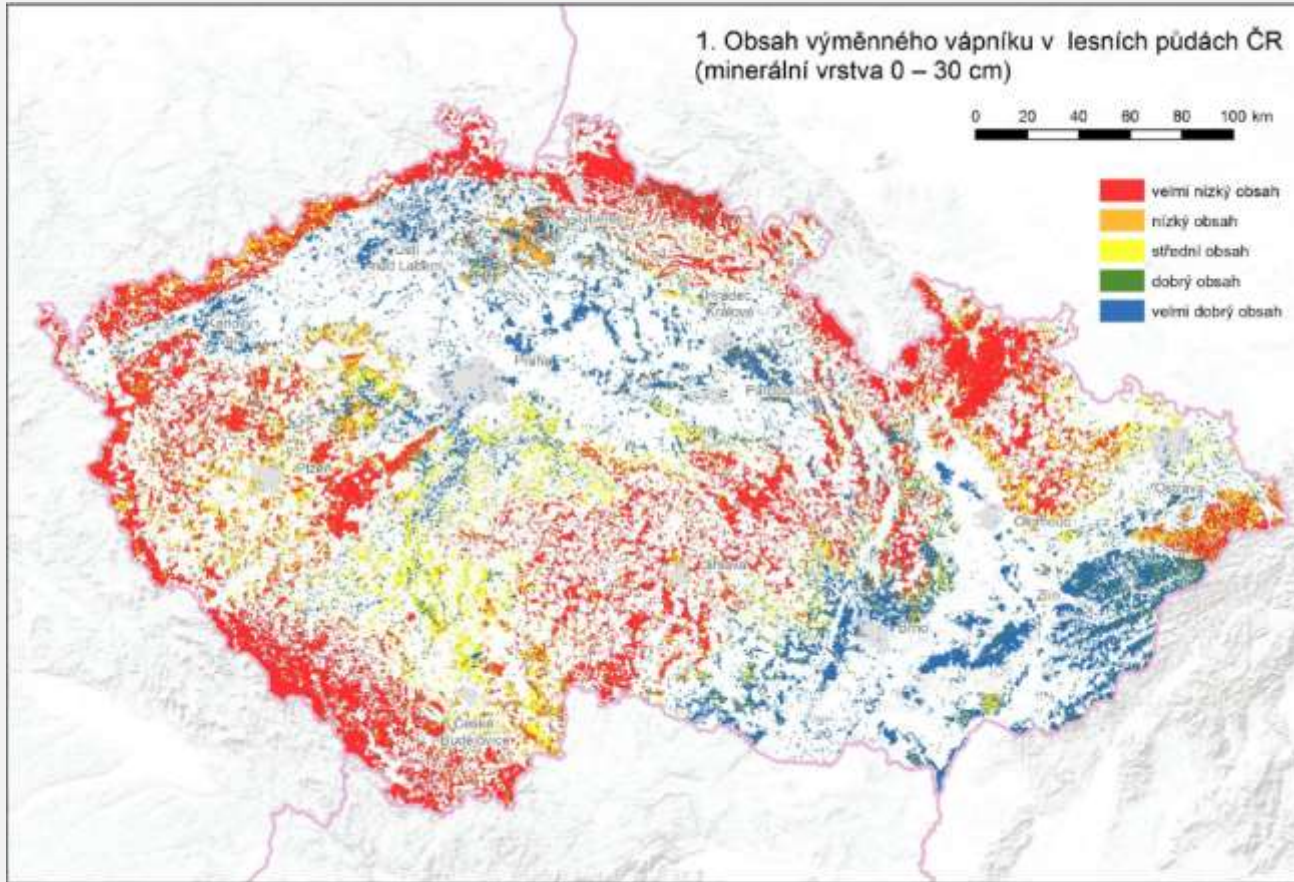 1. Obsah výměnného vápníku v lesních půdách ČR
(minerální vrstva 0 – 30 cm)
0 20 40 60 80 100 km
velmi nízký obsah
nízký obsah
střední obsah
dobrý obsah
velmi dobrý obsah
Liberec
Ústí
nad Labem
Hradec
Králové
Karlovy
Praha
Plzeň
Ostrava
Olomouc
Jihlava
Zlín
Brno
České
Budějovice